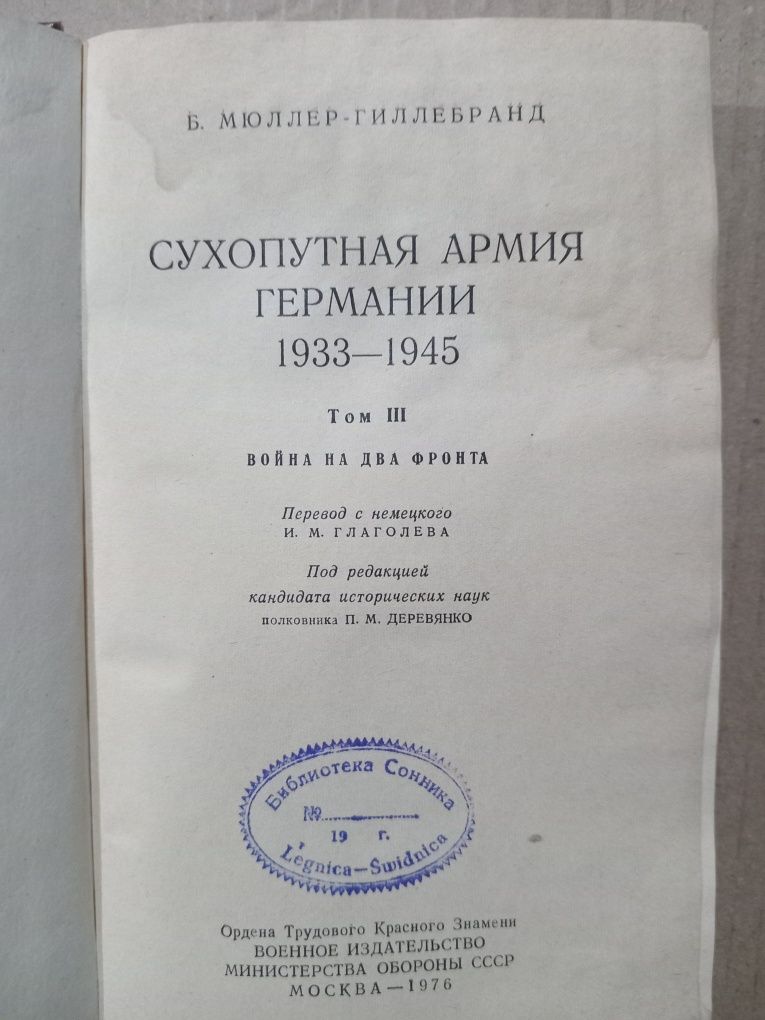 Б. МЮЛЛЕР-ГИЛЛЕБРАНД
СУХОПУТНАЯ АРМИЯ
ГЕРМАНИИ
1933—1945
Том III
ВОЙНА НА ДВА ФРОНТА
Перевод с немецкого
И. М. ГЛАГОЛЕВА
Под редакцией
кандидата исторических наук
полковника П. М. ДЕРЕВЯНКО
Библиотека Сонника
№
19 г.
Legnica—Świdnica
Ордена Трудового Красного Знамени
ВОЕННОЕ ИЗДАТЕЛЬСТВО
МИНИСТЕРСТВА ОБОРОНЫ СССР
МОСКВА—1976